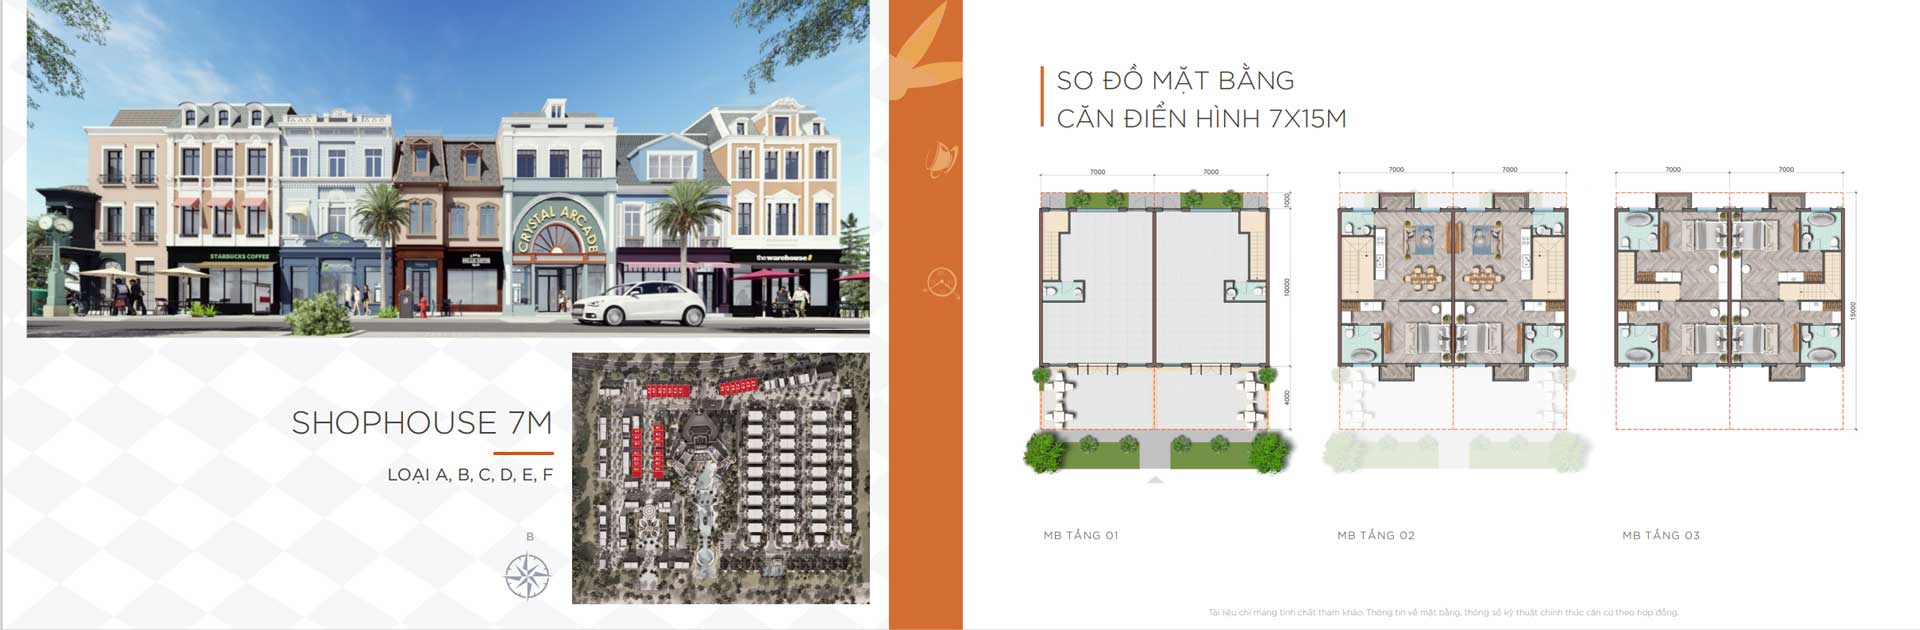 CRYSTAL ARCADE
STARBUCKS COFFEE
thewarehouse
SHOPHOUSE 7M
LOẠI A, B, C, D, E, F
B
SƠ ĐỒ MẶT BẰNG
CĂN ĐIỂN HÌNH 7X15M
7000 7000
1000
10000
4000
7000 7000
7000 7000
15000
MB TẦNG 01
MB TẦNG 02
MB TẦNG 03
Tài liệu chỉ mang tính chất tham khảo. Thông tin về mặt bằng, thông số kỹ thuật chính thức căn cứ theo hợp đồng.